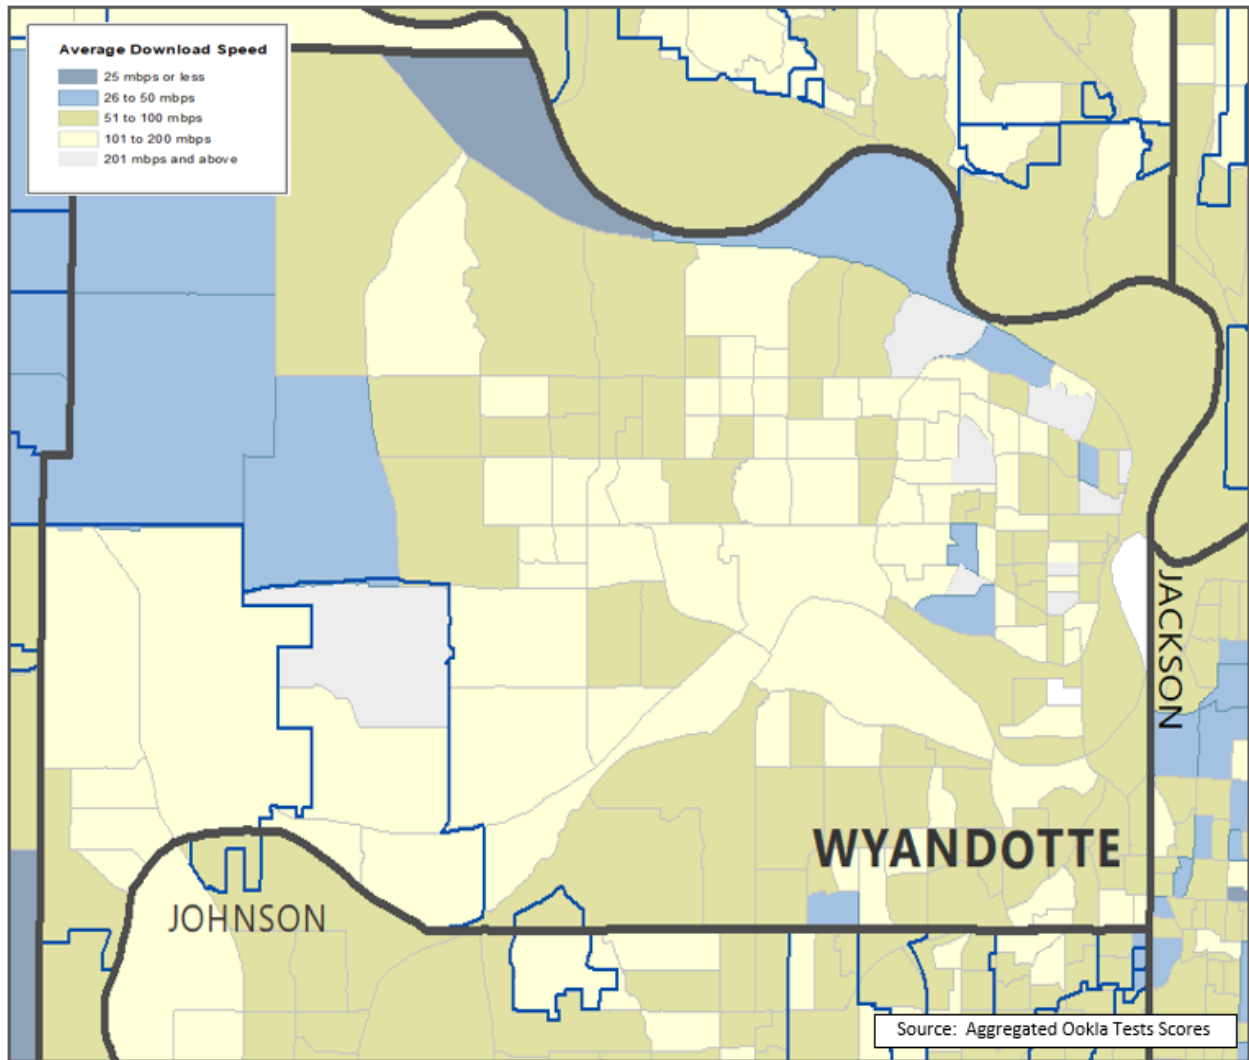 Average Download Speed
25 mbps or less
26 to 50 mbps
51 to 100 mbps
101 to 200 mbps
201 mbps and above
JACKSON
WYANDOTTE
JOHNSON
Source: Aggregated Ookla Tests Scores